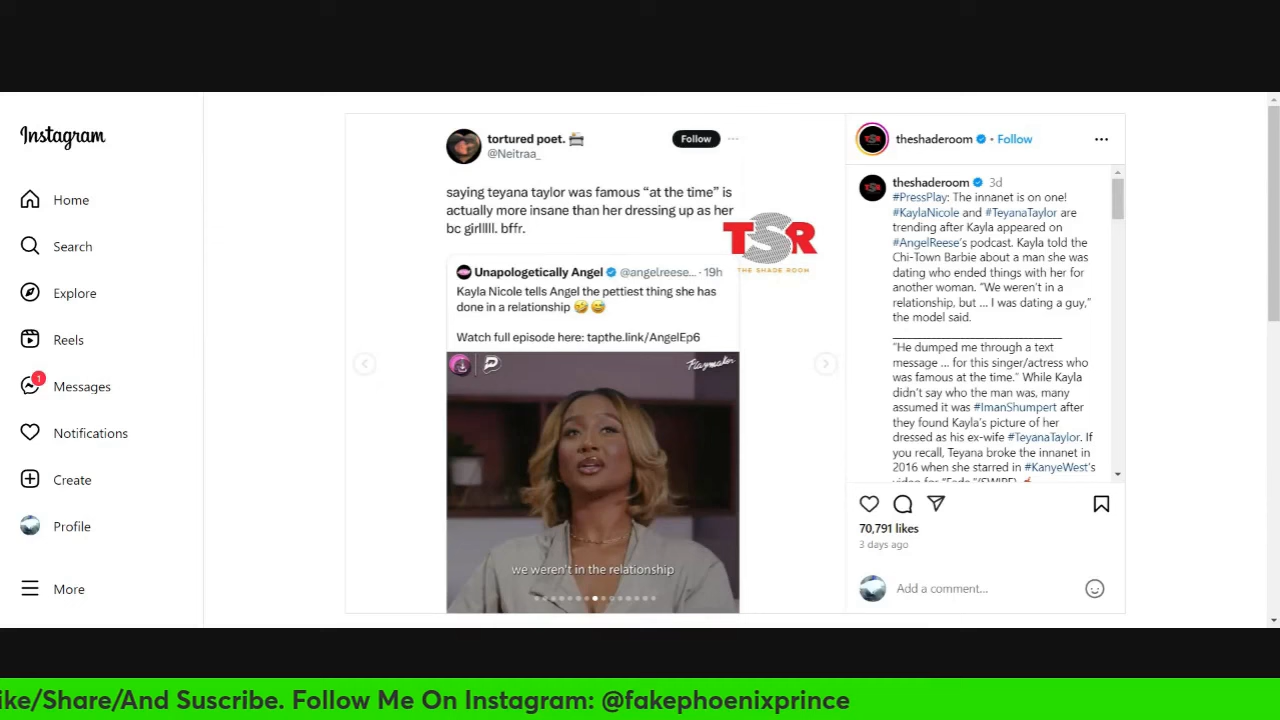 Instagram
Home
Search
Explore
Reels
1
Messages
Notifications
Create
Profile
More
tortured poet.
@Neitraa_
Follow
saying teyana taylor was famous “at the time” is
actually more insane than her dressing up as her
bc girlllll. bffr.
TSR
THE SHADE ROOM
Unapologetically Angel @angelreese... · 19h
Kayla Nicole tells Angel the pettiest thing she has
done in a relationship 🤣😅
Watch full episode here: tapthe.link/AngelEp6
Playmaker
we weren't in the relationship
theshaderoom • Follow
theshaderoom 3d
#PressPlay: The innanet is on one!
#KaylaNicole and #TeyanaTaylor are
trending after Kayla appeared on
#AngelReese’s podcast. Kayla told the
Chi-Town Barbie about a man she was
dating who ended things with her for
another woman. “We weren’t in a
relationship, but … I was dating a guy,”
the model said.
“He dumped me through a text
message … for this singer/actress who
was famous at the time.” While Kayla
didn’t say who the man was, many
assumed it was #ImanShumpert after
they found Kayla’s picture of her
dressed as his ex-wife #TeyanaTaylor. If
you recall, Teyana broke the innanet in
2016 when she starred in #KanyeWest’s
video for “Fade.”(SWIPE)
70,791 likes
3 days ago
Add a comment...
ike/Share/And Suscribe. Follow Me On Instagram: @fakephoenixprince